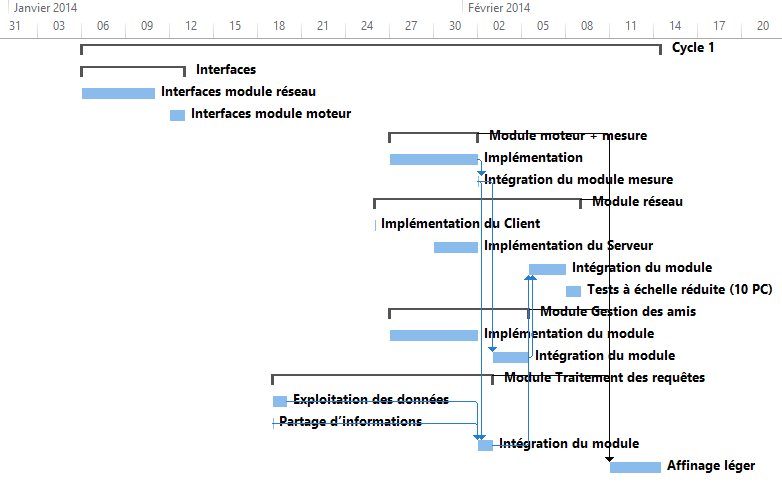 Janvier 2014 Février 2014
31 03 06 09 12 15 18 21 24 27 30 02 05 08 11 14 17 20
Cycle 1
Interfaces
Interfaces module réseau
Interfaces module moteur
Module moteur + mesure
Implémentation
Intégration du module mesure
Module réseau
Implémentation du Client
Implémentation du Serveur
Intégration du module
Tests à échelle réduite (10 PC)
Module Gestion des amis
Implémentation du module
Intégration du module
Module Traitement des requêtes
Exploitation des données
Partage d'informations
Intégration du module
Affinage léger